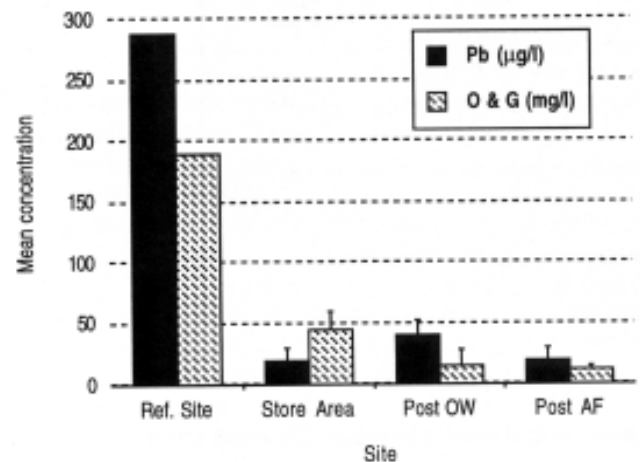 300
250
200
150
100
50
0
Mean concentration
Pb (µg/l)
O & G (mg/l)
Ref. Site
Store Area
Post OW
Post AF
Site